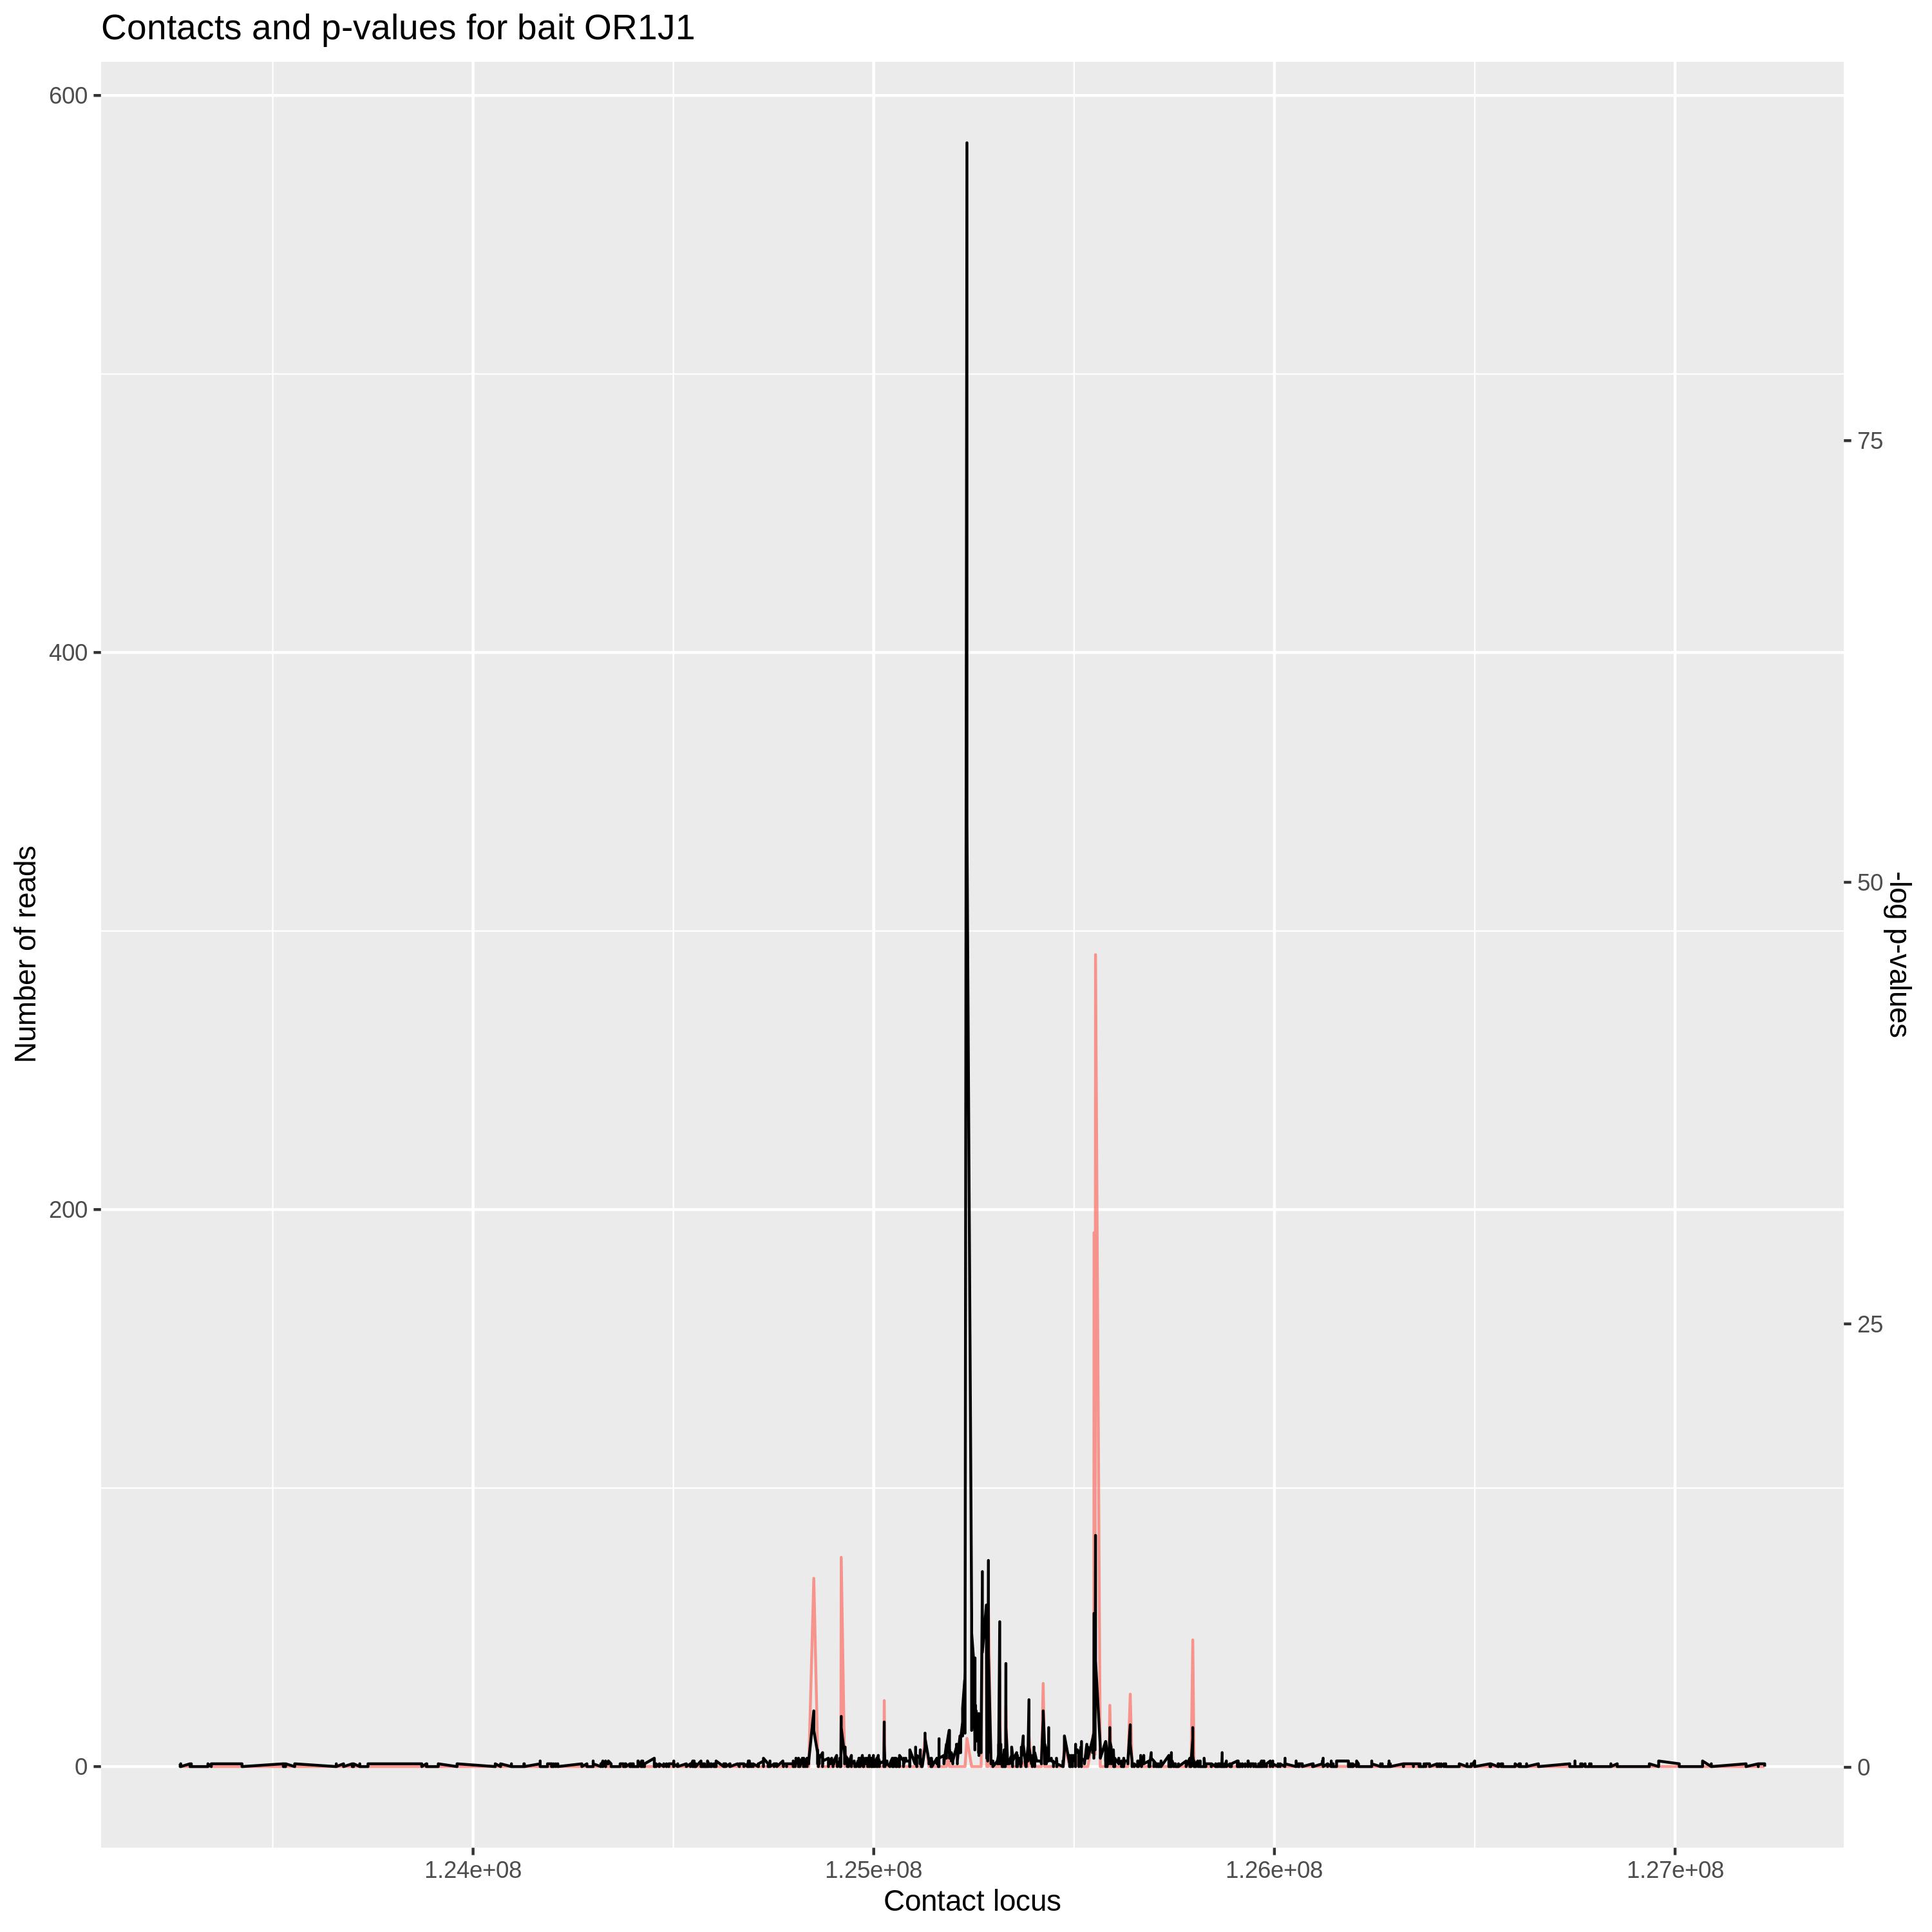 Contacts and p-values for bait OR1J1
600
400
200
0
Number of reads
75
50
25
0
-log p-values
1.24e+08
1.25e+08
1.26e+08
1.27e+08
Contact locus